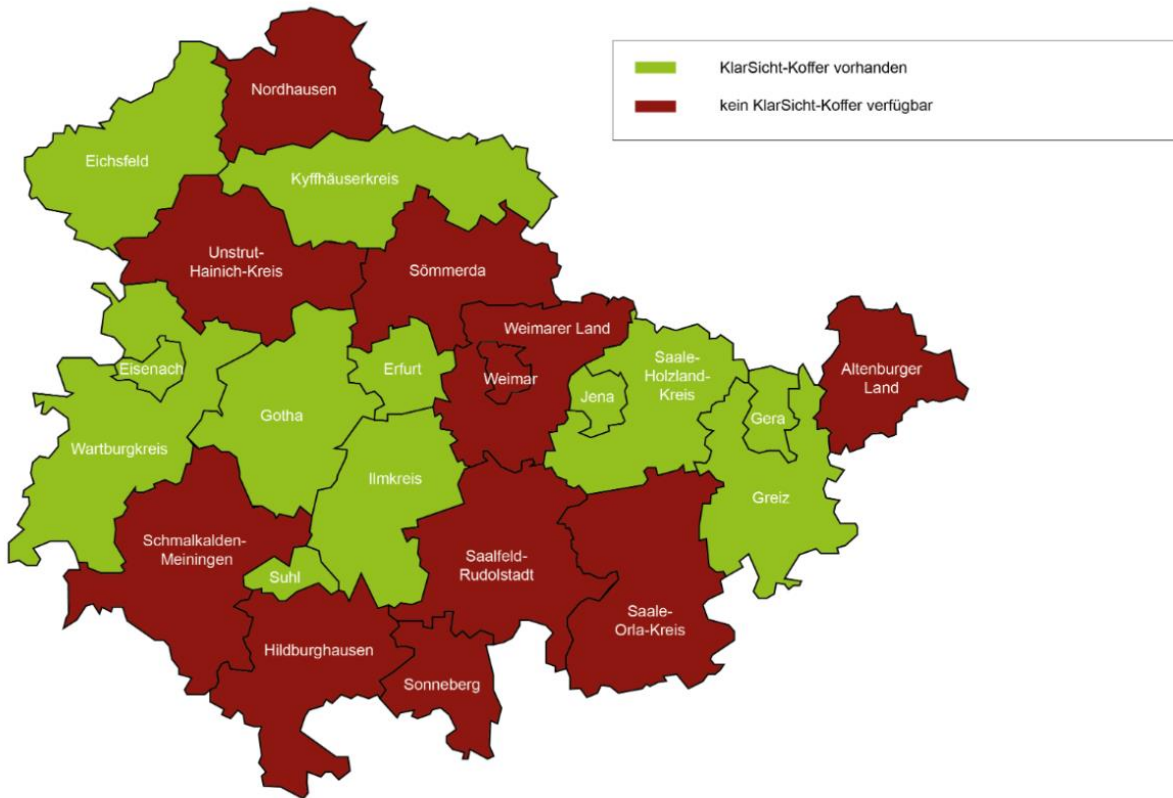 KlarSicht-Koffer vorhanden
kein KlarSicht-Koffer verfügbar
Nordhausen
Eichsfeld
Kyffhäuserkreis
Unstrut-
Hainich-Kreis
Sömmerda
Weimarer Land
Eisenach
Erfurt
Weimar
Saale-
Holzland-
Kreis
Altenburger
Land
Jena
Gera
Gotha
Wartburgkreis
Ilmkreis
Greiz
Schmalkalden-
Meiningen
Suhl
Saalfeld-
Rudolstadt
Saale-
Orla-Kreis
Hildburghausen
Sonneberg